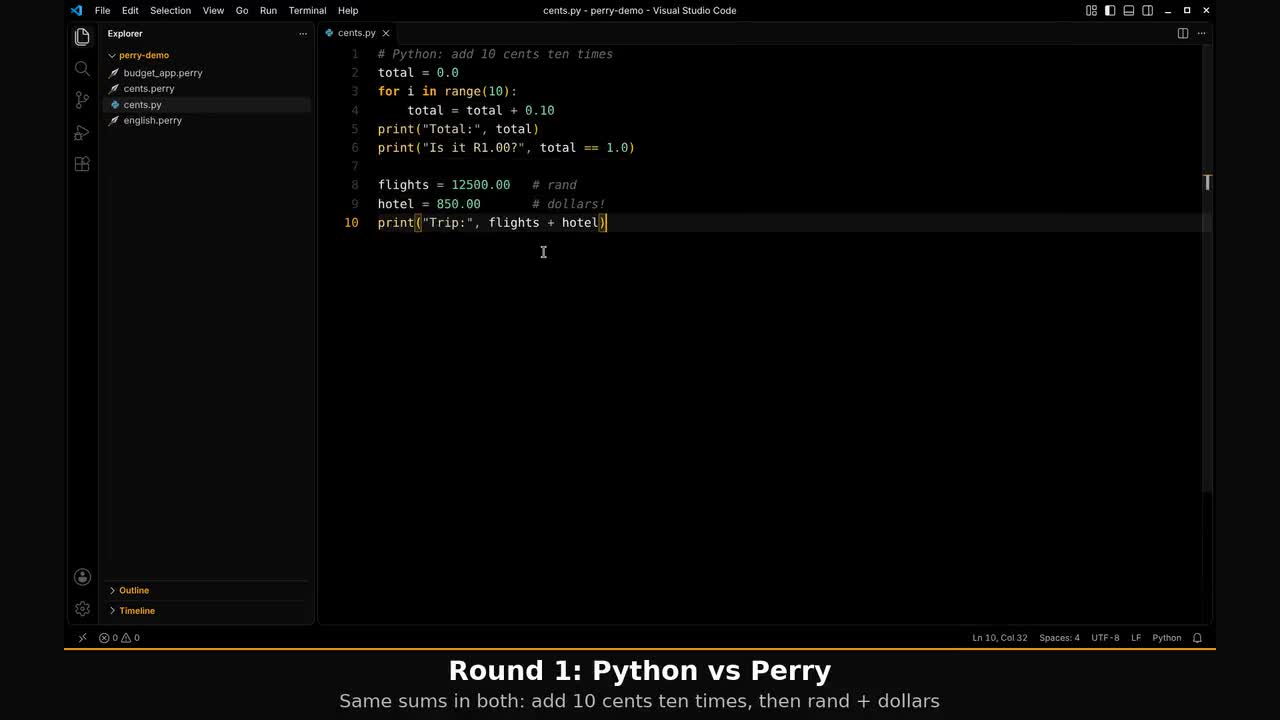 File Edit Selection View Go Run Terminal Help
cents.py - perry-demo - Visual Studio Code
Explorer
perry-demo
budget_app.perry
cents.perry
cents.py
english.perry
Outline
Timeline
cents.py
1 # Python: add 10 cents ten times
2 total = 0.0
3 for i in range(10):
4     total = total + 0.10
5 print("Total:", total)
6 print("Is it R1.00?", total == 1.0)
7
8 flights = 12500.00   # rand
9 hotel = 850.00       # dollars!
10 print("Trip:", flights + hotel)
0 0
Ln 10, Col 32 Spaces: 4 UTF-8 LF Python
Round 1: Python vs Perry
Same sums in both: add 10 cents ten times, then rand + dollars